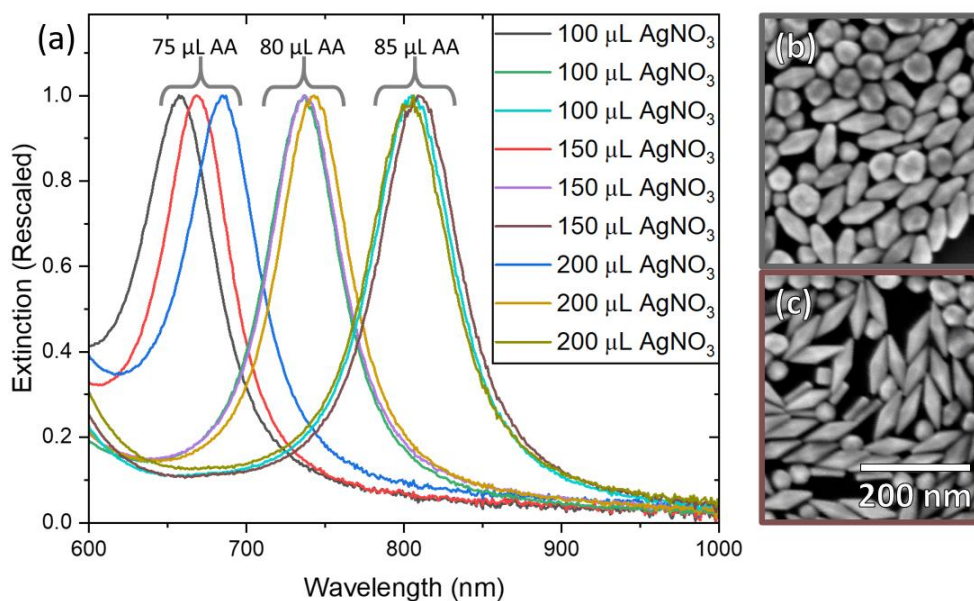 (a)
75 μL AA
80 μL AA
85 μL AA
100 μL AgNO₃
100 μL AgNO₃
100 μL AgNO₃
150 μL AgNO₃
150 μL AgNO₃
150 μL AgNO₃
200 μL AgNO₃
200 μL AgNO₃
200 μL AgNO₃
Extinction (Rescaled)
1.0
0.8
0.6
0.4
0.2
0.0
600
700
800
900
1000
Wavelength (nm)
(b)
(c)
200 nm